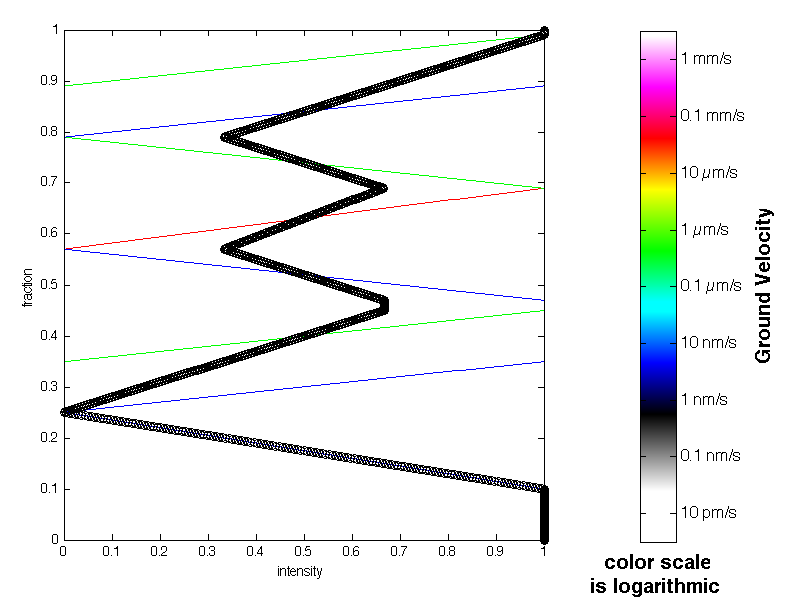 1
0.9
0.8
0.7
0.6
0.5
0.4
0.3
0.2
0.1
0
fraction
0 0.1 0.2 0.3 0.4 0.5 0.6 0.7 0.8 0.9 1
intensity
1 mm/s
0.1 mm/s
10 µm/s
1 µm/s
0.1 µm/s
10 nm/s
1 nm/s
0.1 nm/s
10 pm/s
Ground Velocity
color scale
is logarithmic